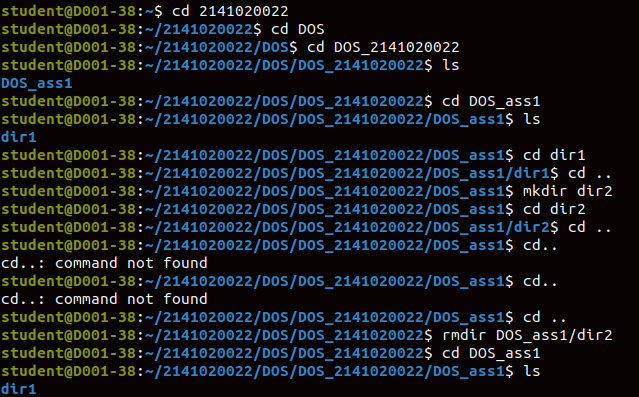 student@D001-38:~$ cd 2141020022
student@D001-38:~/2141020022$ cd DOS
student@D001-38:~/2141020022/DOS$ cd DOS_2141020022
student@D001-38:~/2141020022/DOS/DOS_2141020022$ ls
DOS_ass1
student@D001-38:~/2141020022/DOS/DOS_2141020022$ cd DOS_ass1
student@D001-38:~/2141020022/DOS/DOS_2141020022/DOS_ass1$ ls
dir1
student@D001-38:~/2141020022/DOS/DOS_2141020022/DOS_ass1$ cd dir1
student@D001-38:~/2141020022/DOS/DOS_2141020022/DOS_ass1/dir1$ cd ..
student@D001-38:~/2141020022/DOS/DOS_2141020022/DOS_ass1$ mkdir dir2
student@D001-38:~/2141020022/DOS/DOS_2141020022/DOS_ass1$ cd dir2
student@D001-38:~/2141020022/DOS/DOS_2141020022/DOS_ass1/dir2$ cd ..
student@D001-38:~/2141020022/DOS/DOS_2141020022/DOS_ass1$ cd..
cd..: command not found
student@D001-38:~/2141020022/DOS/DOS_2141020022/DOS_ass1$ cd..
cd..: command not found
student@D001-38:~/2141020022/DOS/DOS_2141020022/DOS_ass1$ cd ..
student@D001-38:~/2141020022/DOS/DOS_2141020022$ rmdir DOS_ass1/dir2
student@D001-38:~/2141020022/DOS/DOS_2141020022$ cd DOS_ass1
student@D001-38:~/2141020022/DOS/DOS_2141020022/DOS_ass1$ ls
dir1